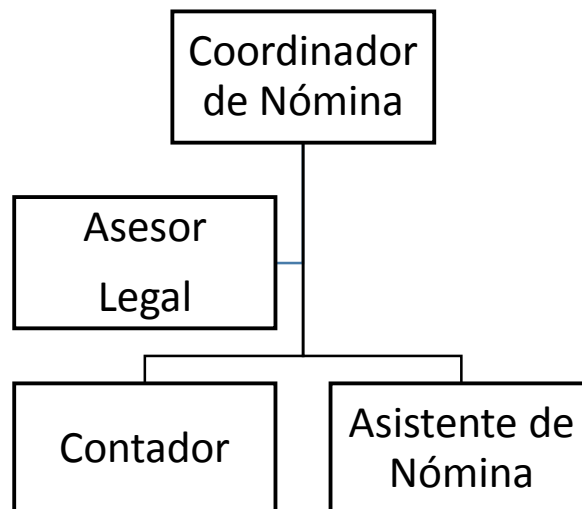 Coordinador
de Nómina
Asesor
Legal
Contador
Asistente de
Nómina